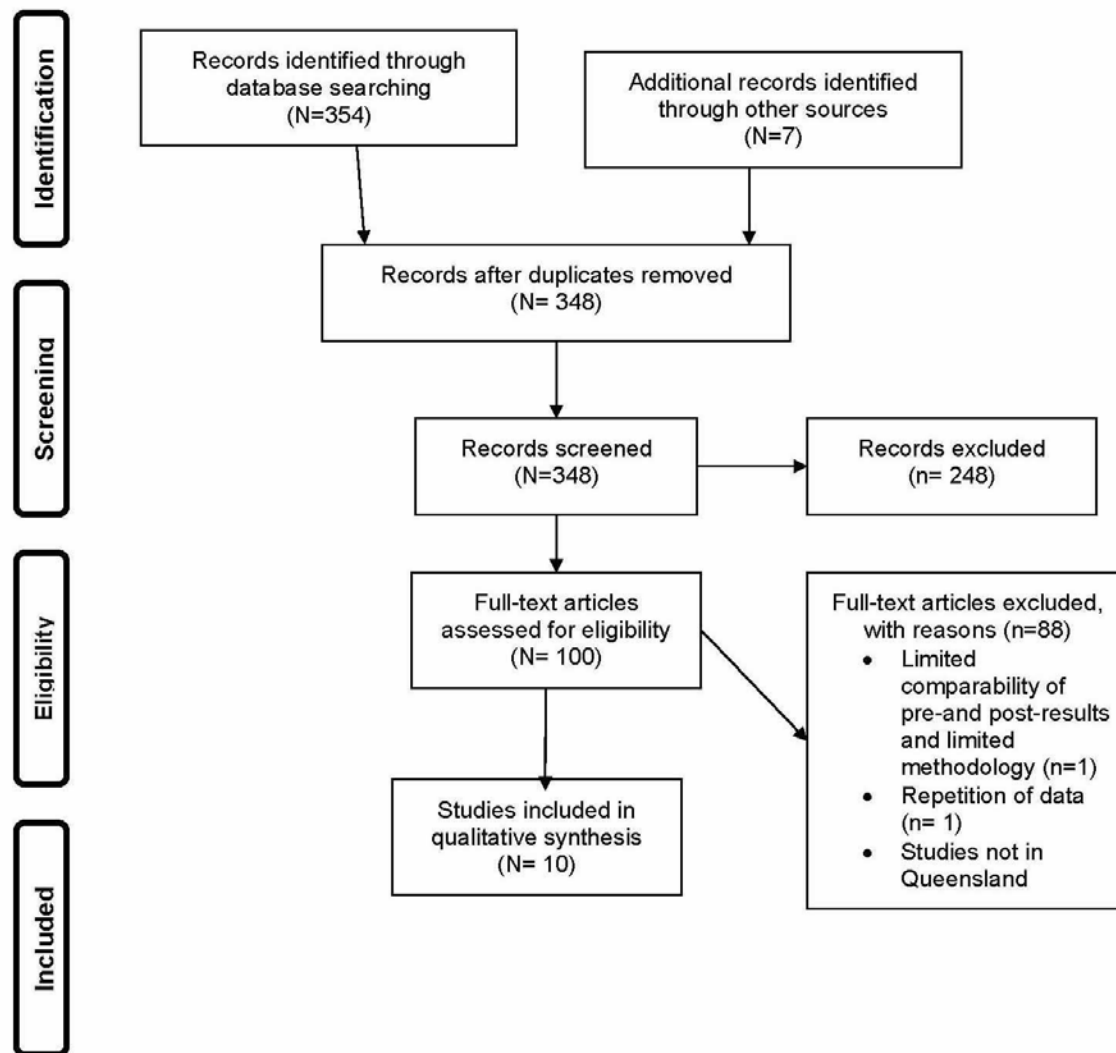 Identification
Records identified through
database searching
(N=354)
Additional records identified
through other sources
(N=7)
Records after duplicates removed
(N= 348)
Screening
Records screened
(N=348)
Records excluded
(n= 248)
Eligibility
Full-text articles
assessed for eligibility
(N= 100)
Full-text articles excluded,
with reasons (n=88)
• Limited
comparability of
pre-and post-results
and limited
methodology (n=1)
• Repetition of data
(n= 1)
• Studies not in
Queensland
Included
Studies included in
qualitative synthesis
(N= 10)